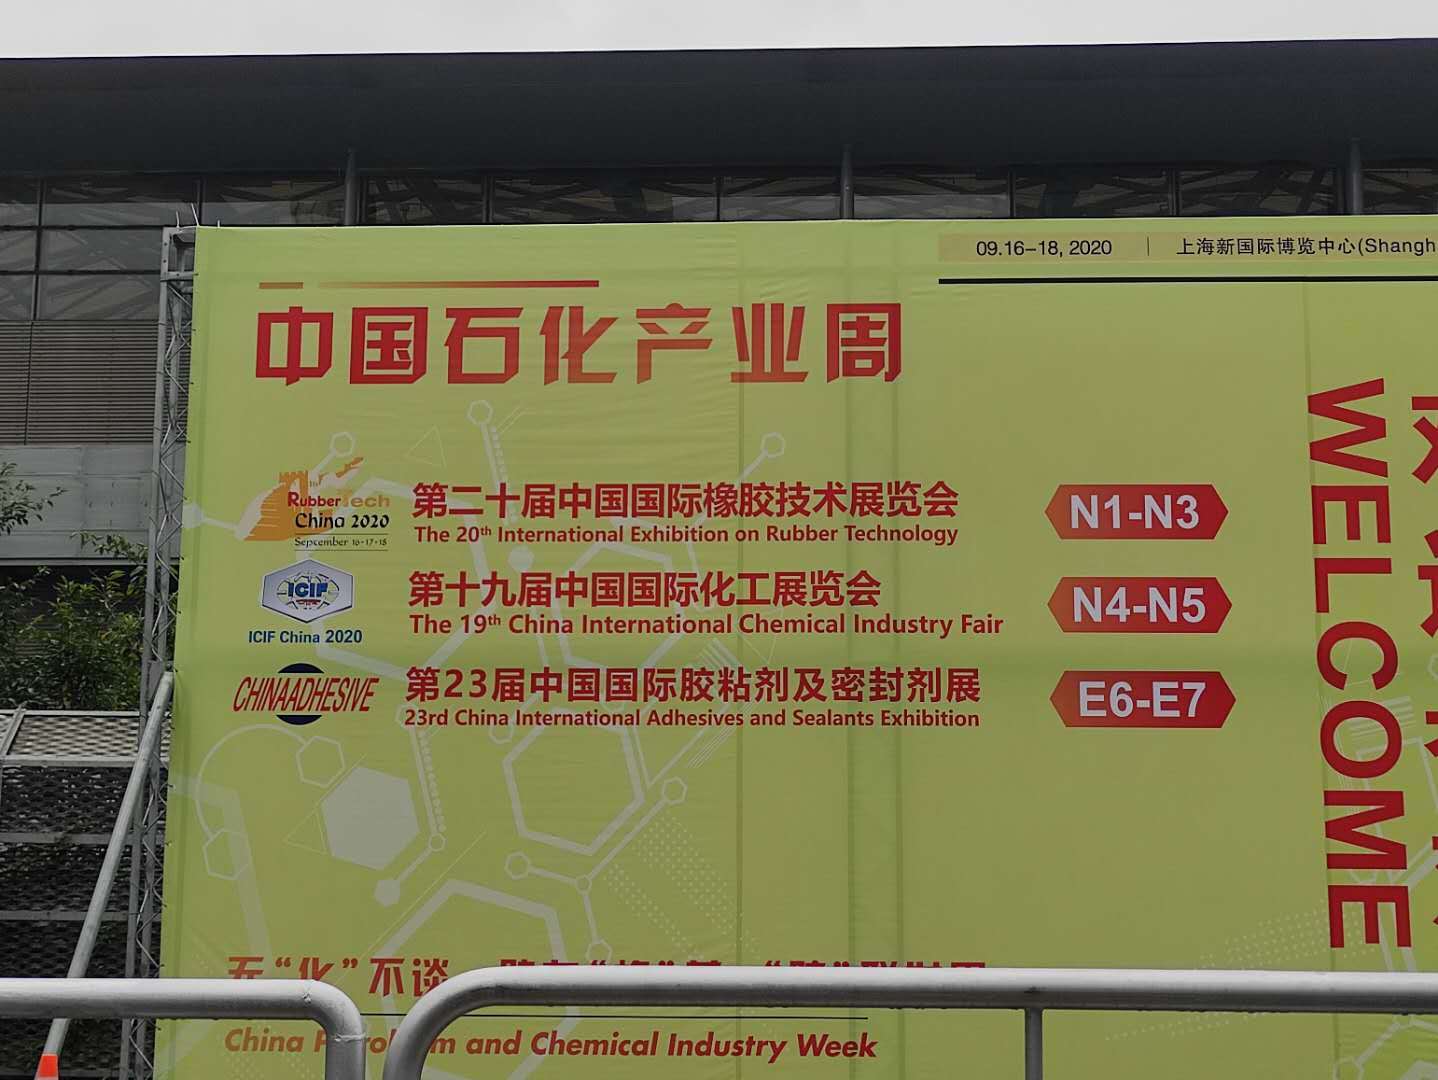 09.16-18, 2020 | 上海新国际博览中心(Shangh
中国石化产业周
RubberTech
China 2020
September 16·17·18
第二十届中国国际橡胶技术展览会
The 20th International Exhibition on Rubber Technology
N1-N3
ICIF
ICIF China 2020
第十九届中国国际化工展览会
The 19th China International Chemical Industry Fair
N4-N5
CHINAADHESIVE
第23届中国国际胶粘剂及密封剂展
23rd China International Adhesives and Sealants Exhibition
E6-E7
WELCOME
无“化”不谈
China m and Chemical Industry Week